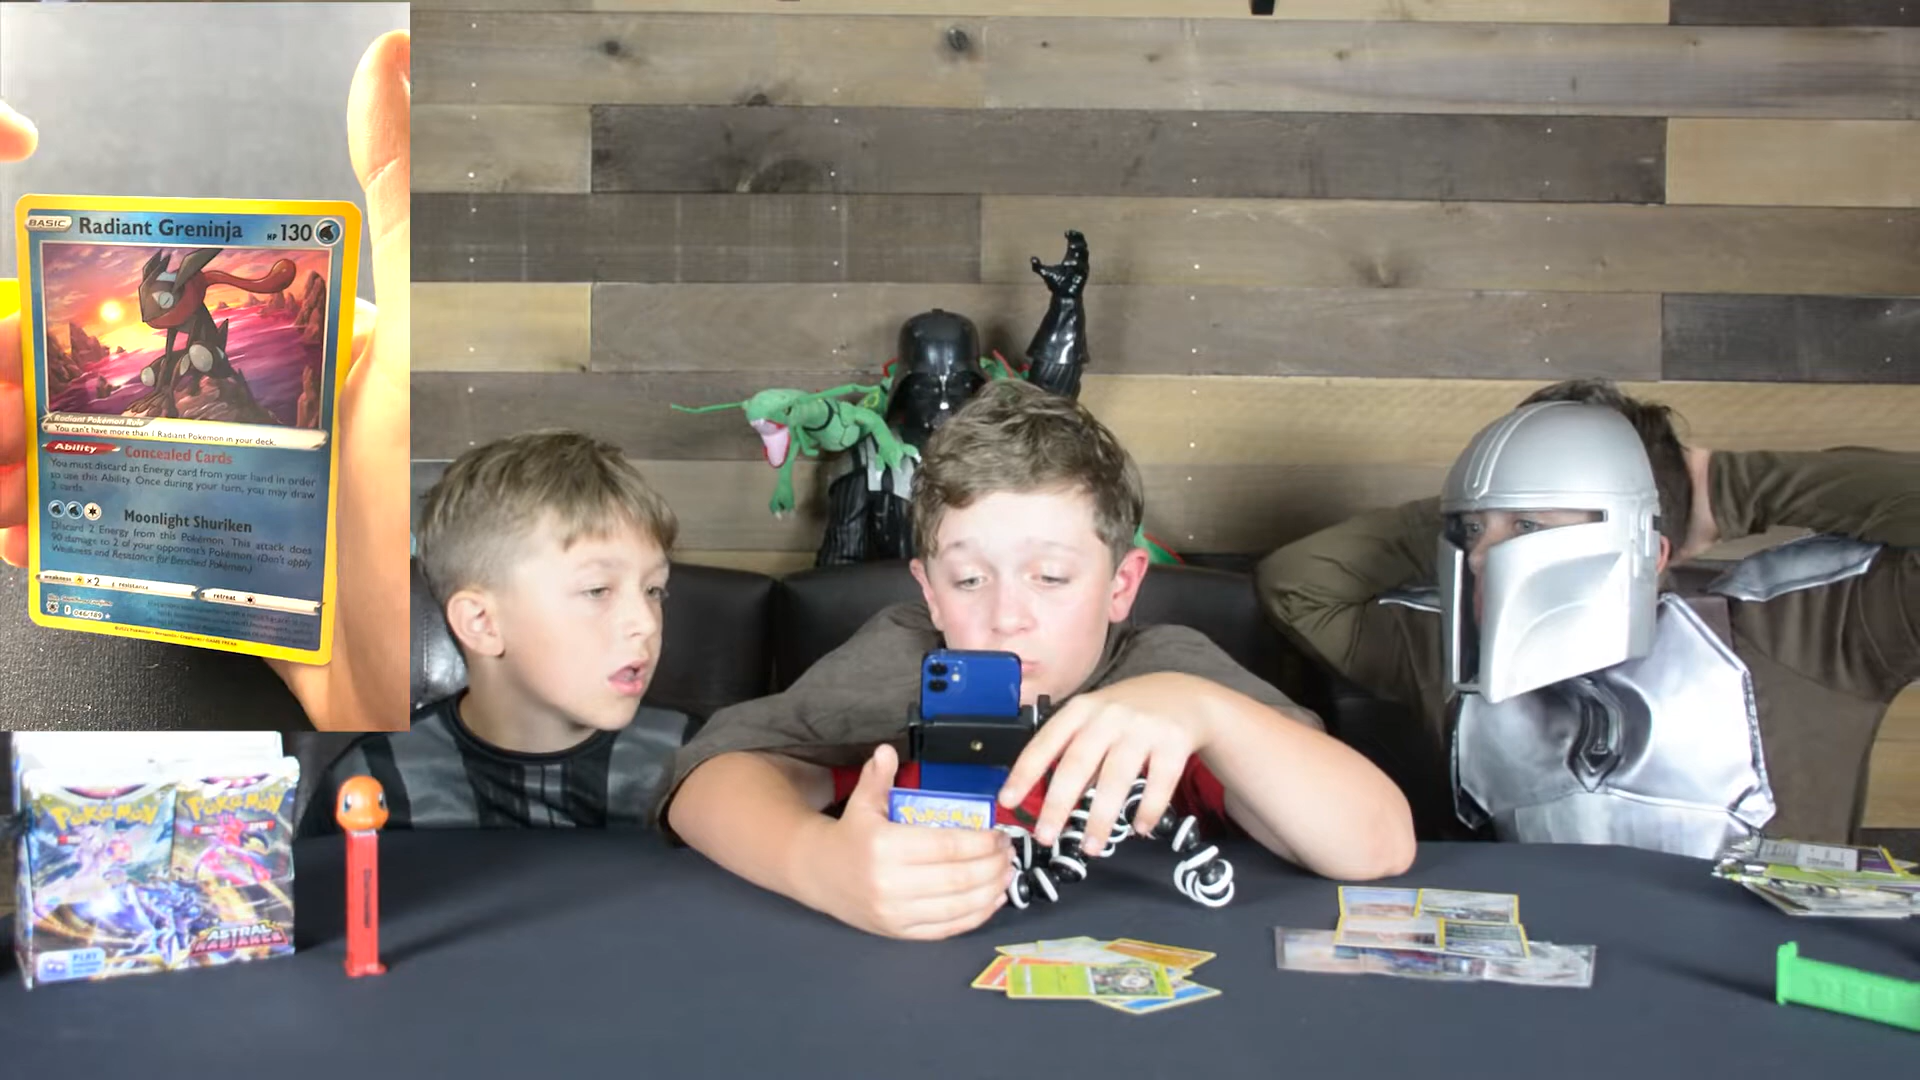 BASIC Radiant Greninja HP 130
Radiant Pokémon Rule
You can't have more than 1 Radiant Pokémon in your deck.
Ability Concealed Cards
You must discard an Energy card from your hand in order
to use this Ability. Once during your turn, you may draw
2 cards.
Moonlight Shuriken
Discard 2 Energy from this Pokémon. This attack does
90 damage to 2 of your opponent's Pokémon. (Don't apply
Weakness and Resistance for Benched Pokémon.)
weakness ×2 resistance retreat
046/189
Pokémon
Pokémon
ASTRAL
RADIANCE
PLAY
Pokémon